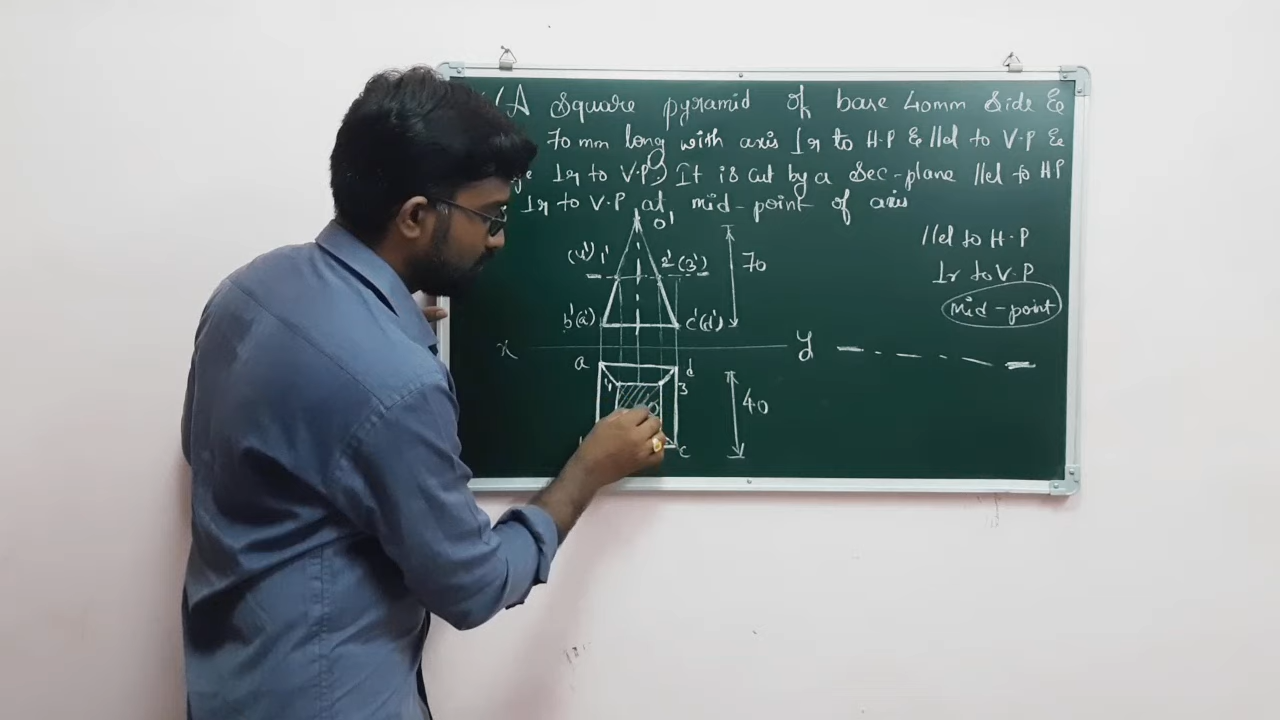 A Square pyramid of base 40mm Side &
70 mm long with axis ⊥r to H.P & //el to V.P &
⊥r to V.P) It is cut by a Sec-plane //el to HP
⊥r to V.P at mid-point of axis
o'
//el to H.P
(4') 1' 2' (3') 70
⊥r to V.P
mid-point
b'(a') c'(d')
x y
a d
4 3 40
o
c